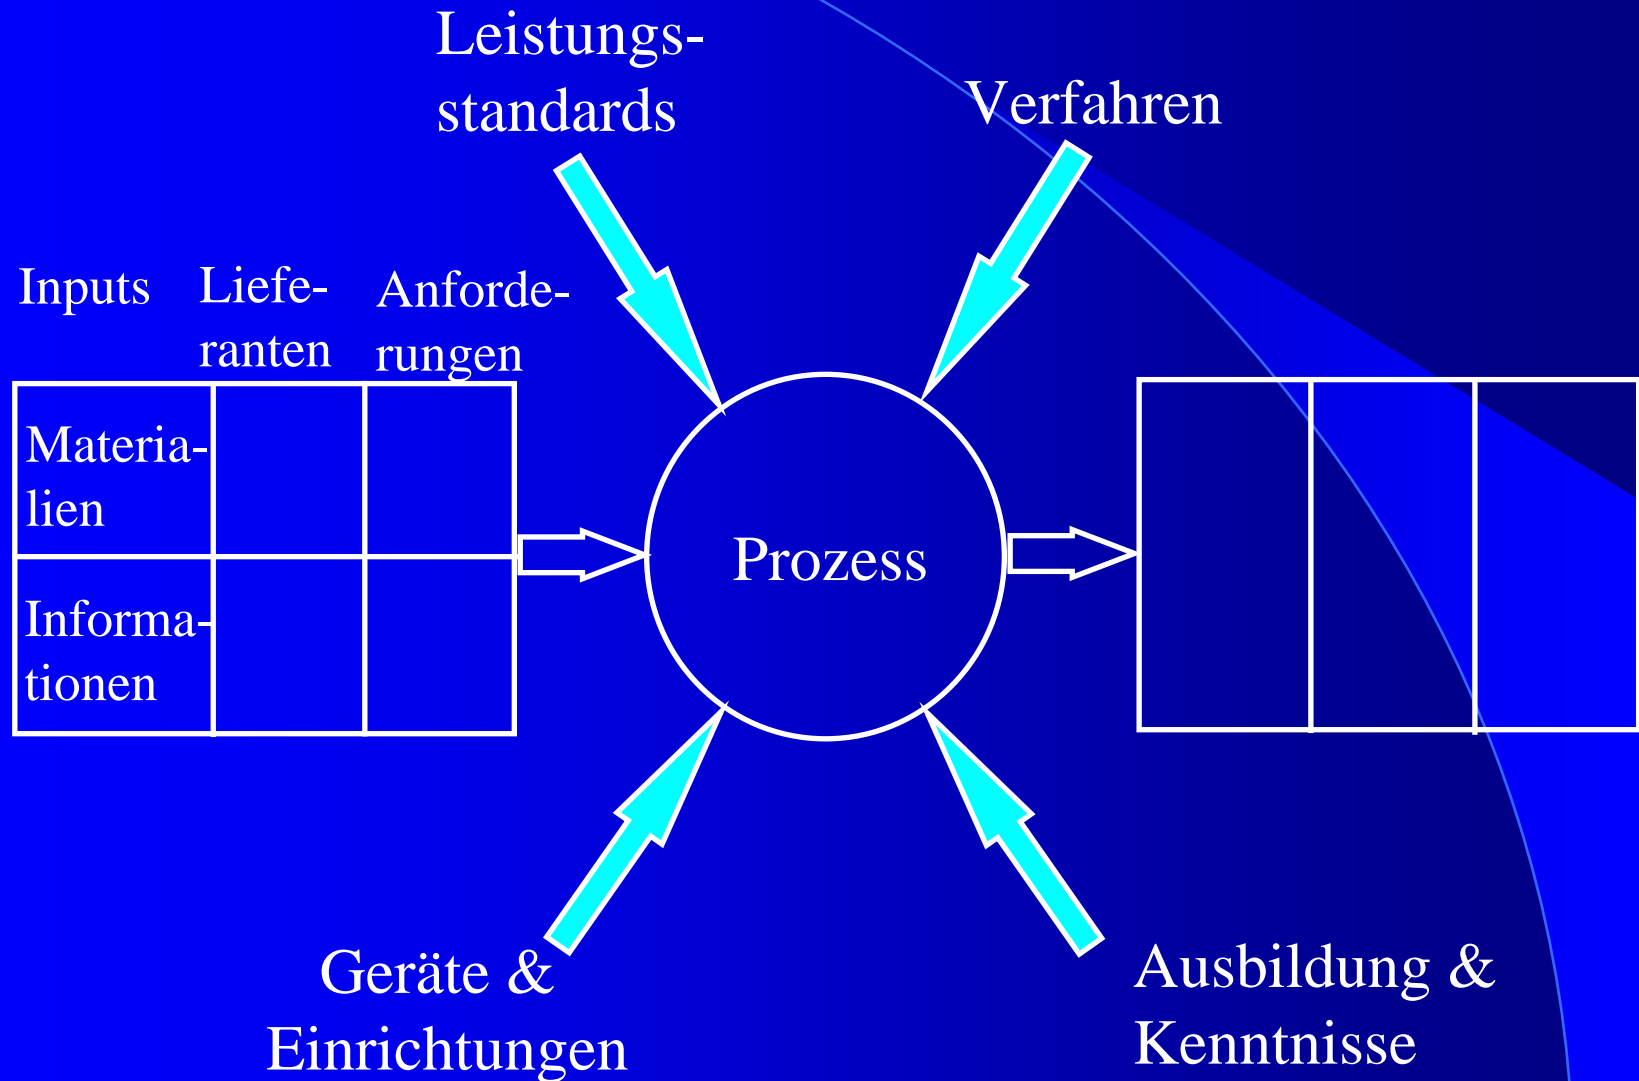 Leistungs-
standards
Verfahren
Inputs
Liefe-
ranten
Anforde-
rungen
Materia-
lien
Informa-
tionen
Prozess
Geräte &
Einrichtungen
Ausbildung &
Kenntnisse